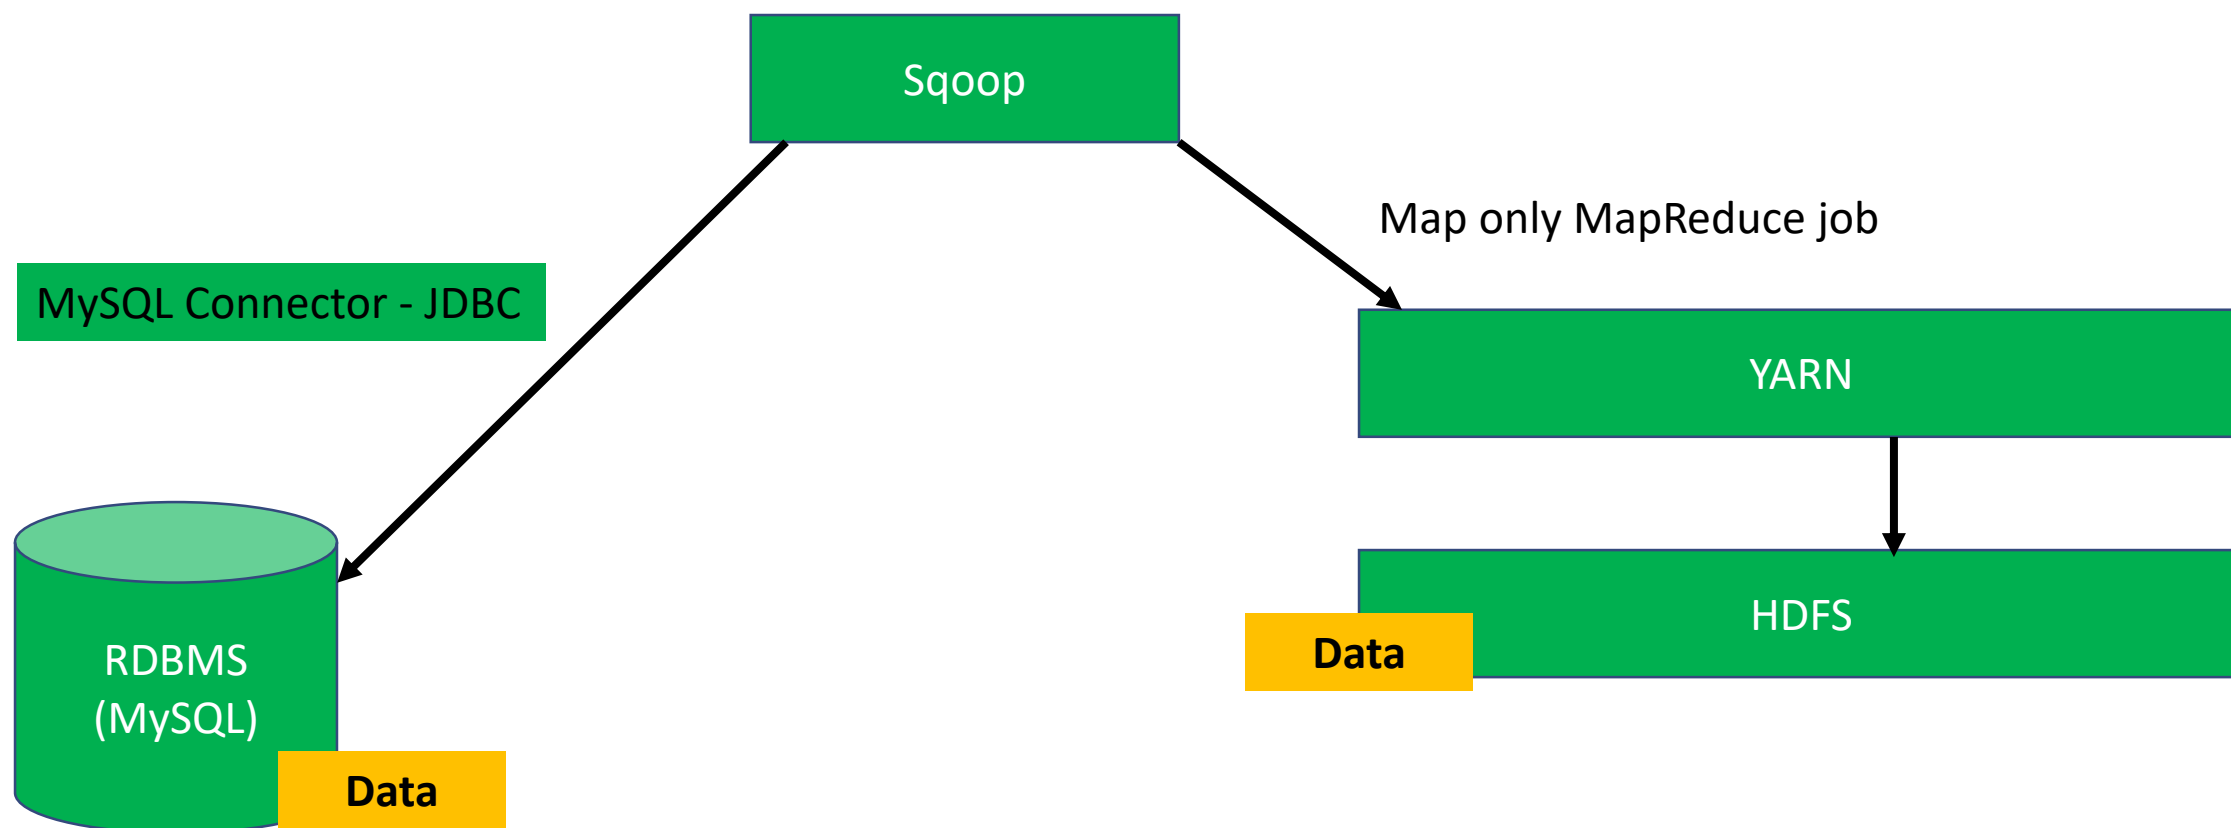 Sqoop
Map only MapReduce job
MySQL Connector - JDBC
YARN
HDFS
Data
RDBMS
(MySQL)
Data